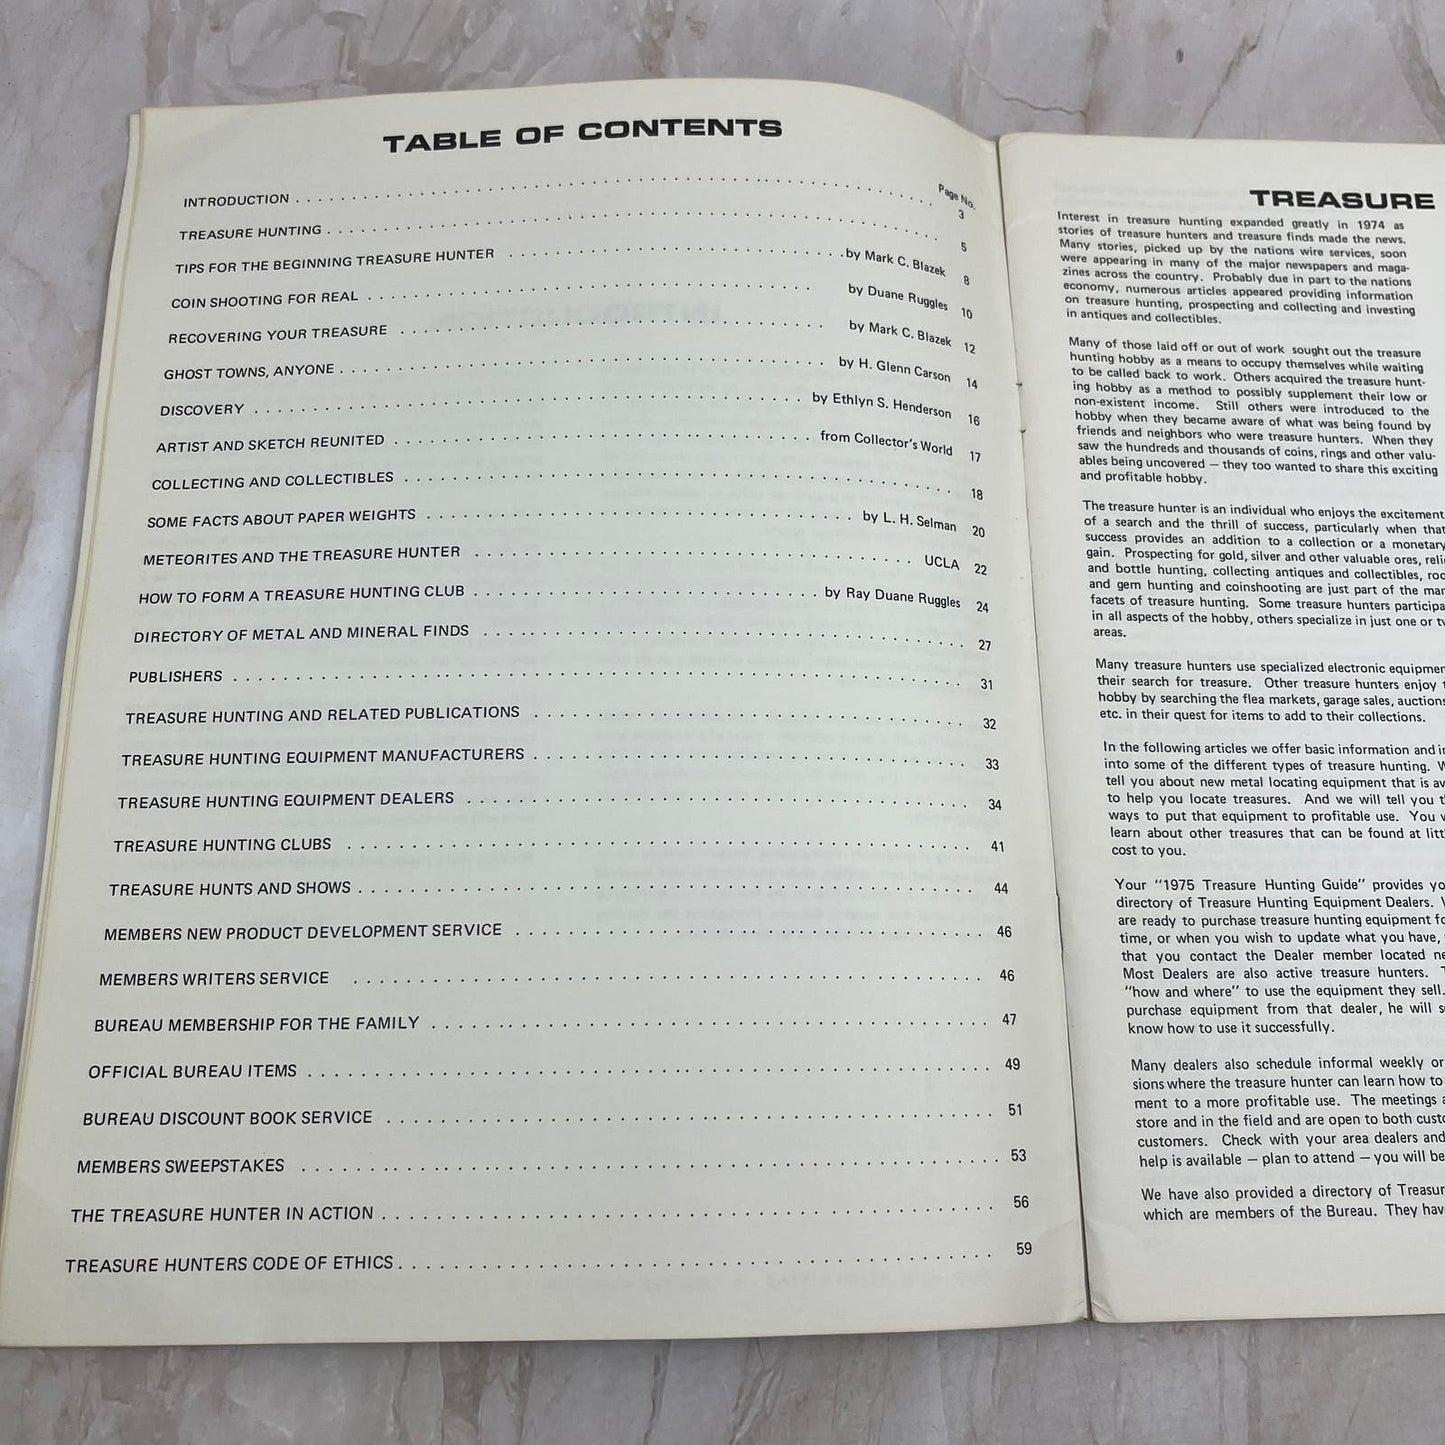 TABLE OF CONTENTS
Page No.
INTRODUCTION . . . . . . . . . . 3
TREASURE HUNTING . . . . . . . . . . 5
TIPS FOR THE BEGINNING TREASURE HUNTER . . . . . . . . . . by Mark C. Blazek 8
COIN SHOOTING FOR REAL . . . . . . . . . . by Duane Ruggles 10
RECOVERING YOUR TREASURE . . . . . . . . . . by Mark C. Blazek 12
GHOST TOWNS, ANYONE . . . . . . . . . . by H. Glenn Carson 14
DISCOVERY . . . . . . . . . . by Ethlyn S. Henderson 16
ARTIST AND SKETCH REUNITED . . . . . . . . . . from Collector's World 17
COLLECTING AND COLLECTIBLES . . . . . . . . . . 18
SOME FACTS ABOUT PAPER WEIGHTS . . . . . . . . . . by L. H. Selman 20
METEORITES AND THE TREASURE HUNTER . . . . . . . . . . UCLA 22
HOW TO FORM A TREASURE HUNTING CLUB . . . . . . . . . . by Ray Duane Ruggles 24
DIRECTORY OF METAL AND MINERAL FINDS . . . . . . . . . . 27
PUBLISHERS . . . . . . . . . . 31
TREASURE HUNTING AND RELATED PUBLICATIONS . . . . . . . . . . 32
TREASURE HUNTING EQUIPMENT MANUFACTURERS . . . . . . . . . . 33
TREASURE HUNTING EQUIPMENT DEALERS . . . . . . . . . . 34
TREASURE HUNTING CLUBS . . . . . . . . . . 41
TREASURE HUNTS AND SHOWS . . . . . . . . . . 44
MEMBERS NEW PRODUCT DEVELOPMENT SERVICE . . . . . . . . . . 46
MEMBERS WRITERS SERVICE . . . . . . . . . . 46
BUREAU MEMBERSHIP FOR THE FAMILY . . . . . . . . . . 47
OFFICIAL BUREAU ITEMS . . . . . . . . . . 49
BUREAU DISCOUNT BOOK SERVICE . . . . . . . . . . 51
MEMBERS SWEEPSTAKES . . . . . . . . . . 53
THE TREASURE HUNTER IN ACTION . . . . . . . . . . 56
TREASURE HUNTERS CODE OF ETHICS . . . . . . . . . . 59
TREASURE
Interest in treasure hunting expanded greatly in 1974 as
stories of treasure hunters and treasure finds made the news.
Many stories, picked up by the nations wire services, soon
were appearing in many of the major newspapers and maga-
zines across the country. Probably due in part to the nations
economy, numerous articles appeared providing information
on treasure hunting, prospecting and collecting and investing
in antiques and collectibles.
Many of those laid off or out of work sought out the treasure
hunting hobby as a means to occupy themselves while waiting
to be called back to work. Others acquired the treasure hunt-
ing hobby as a method to possibly supplement their low or
non-existent income. Still others were introduced to the
hobby when they became aware of what was being found by
friends and neighbors who were treasure hunters. When they
saw the hundreds and thousands of coins, rings and other valu-
ables being uncovered — they too wanted to share this exciting
and profitable hobby.
The treasure hunter is an individual who enjoys the excitement
of a search and the thrill of success, particularly when that
success provides an addition to a collection or a monetary
gain. Prospecting for gold, silver and other valuable ores,
and bottle hunting, collecting antiques and collectibles,
and gem hunting and coinshooting are just part of the
facets of treasure hunting. Some treasure hunters
in all aspects of the hobby, others specialize in just one or
areas.
Many treasure hunters use specialized electronic
their search for treasure. Other treasure hunters enjoy
hobby by searching the flea markets, garage sales, auctions
etc. in their quest for items to add to their collections.
In the following articles we offer basic information and
into some of the different types of treasure hunting.
tell you about new metal locating equipment that is
to help you locate treasures. And we will tell you
ways to put that equipment to profitable use. You
learn about other treasures that can be found at
cost to you.
Your "1975 Treasure Hunting Guide" provides
directory of Treasure Hunting Equipment Dealers.
are ready to purchase treasure hunting equipment
time, or when you wish to update what you have,
that you contact the Dealer member located
Most Dealers are also active treasure hunters.
"how and where" to use the equipment they sell.
purchase equipment from that dealer, he will
know how to use it successfully.
Many dealers also schedule informal weekly or
sions where the treasure hunter can learn how to
ment to a more profitable use. The meetings
store and in the field and are open to both
customers. Check with your area dealers and
help is available — plan to attend — you will be
We have also provided a directory of
which are members of the Bureau. They